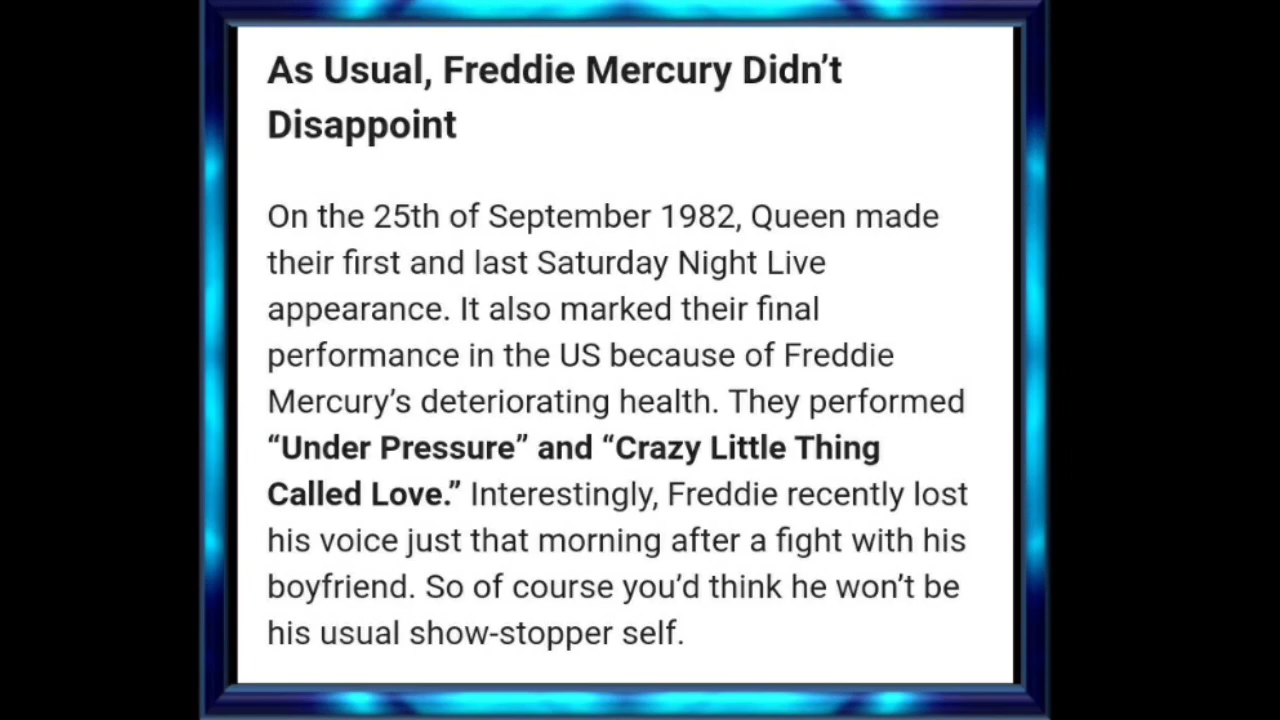 As Usual, Freddie Mercury Didn’t
Disappoint
On the 25th of September 1982, Queen made
their first and last Saturday Night Live
appearance. It also marked their final
performance in the US because of Freddie
Mercury’s deteriorating health. They performed
“Under Pressure” and “Crazy Little Thing
Called Love.” Interestingly, Freddie recently lost
his voice just that morning after a fight with his
boyfriend. So of course you’d think he won’t be
his usual show-stopper self.